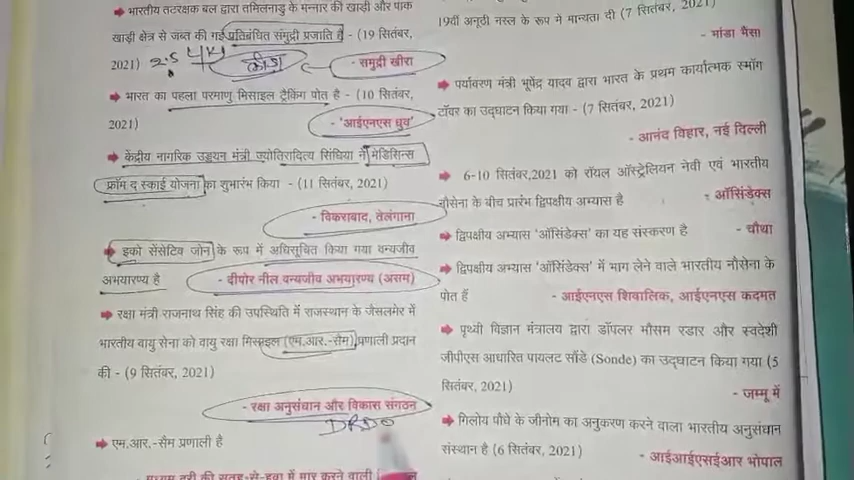 भारतीय तटरक्षक बल द्वारा तमिलनाडु के मन्नार की खाड़ी और पाक
खाड़ी क्षेत्र से जब्त की गई प्रतिबंधित समुंद्री प्रजाति है - (19 सितंबर,
2021)
कीड़ा
- समुद्री खीरा
भारत का पहला परमाणु मिसाइल ट्रैकिंग पोत है - (10 सितंबर,
2021)
- 'आईएनएस ध्रुव'
केंद्रीय नागरिक उड्डयन मंत्री ज्योतिरादित्य सिंधिया ने मेडिसिन्स
फ्रॉम द स्काई योजना का शुभारंभ किया - (11 सितंबर, 2021)
- विकराबाद, तेलंगाना
इको सेंसेटिव जोन के रूप में अधिसूचित किया गया वन्यजीव
अभयारण्य है
- दीपोर नील वन्यजीव अभयारण्य (असम)
रक्षा मंत्री राजनाथ सिंह की उपस्थिति में राजस्थान के जैसलमेर में
भारतीय वायु सेना को वायु रक्षा मिसाइल (एम.आर.-सैम) प्रणाली प्रदान
की - (9 सितंबर, 2021)
- रक्षा अनुसंधान और विकास संगठन
DRDO
एम.आर.-सैम प्रणाली है
मध्यम दूरी की सतह-से-हवा में मार करने वाली
19वीं अनूठी नस्ल के रूप में मान्यता दी (7 सितंबर, 2021)
- मांडा भैंसा
पर्यावरण मंत्री भूपेंद्र यादव द्वारा भारत के प्रथम कार्यात्मक स्मॉग
टॉवर का उद्घाटन किया गया - (7 सितंबर, 2021)
- आनंद विहार, नई दिल्ली
6-10 सितंबर,2021 को रॉयल ऑस्ट्रेलियन नेवी एवं भारतीय
नौसेना के बीच प्रारंभ द्विपक्षीय अभ्यास है
- ऑसिंडेक्स
द्विपक्षीय अभ्यास 'ऑसिंडेक्स' का यह संस्करण है
- चौथा
द्विपक्षीय अभ्यास 'ऑसिंडेक्स' में भाग लेने वाले भारतीय नौसेना के
पोत हैं
- आईएनएस शिवालिक, आईएनएस कदमत
पृथ्वी विज्ञान मंत्रालय द्वारा डॉपलर मौसम रडार और स्वदेशी
जीपीएस आधारित पायलट सोंडे (Sonde) का उद्घाटन किया गया (5
सितंबर, 2021)
- जम्मू में
गिलोय पौधे के जीनोम का अनुकरण करने वाला भारतीय अनुसंधान
संस्थान है (6 सितंबर, 2021)
- आईआईएसईआर भोपाल